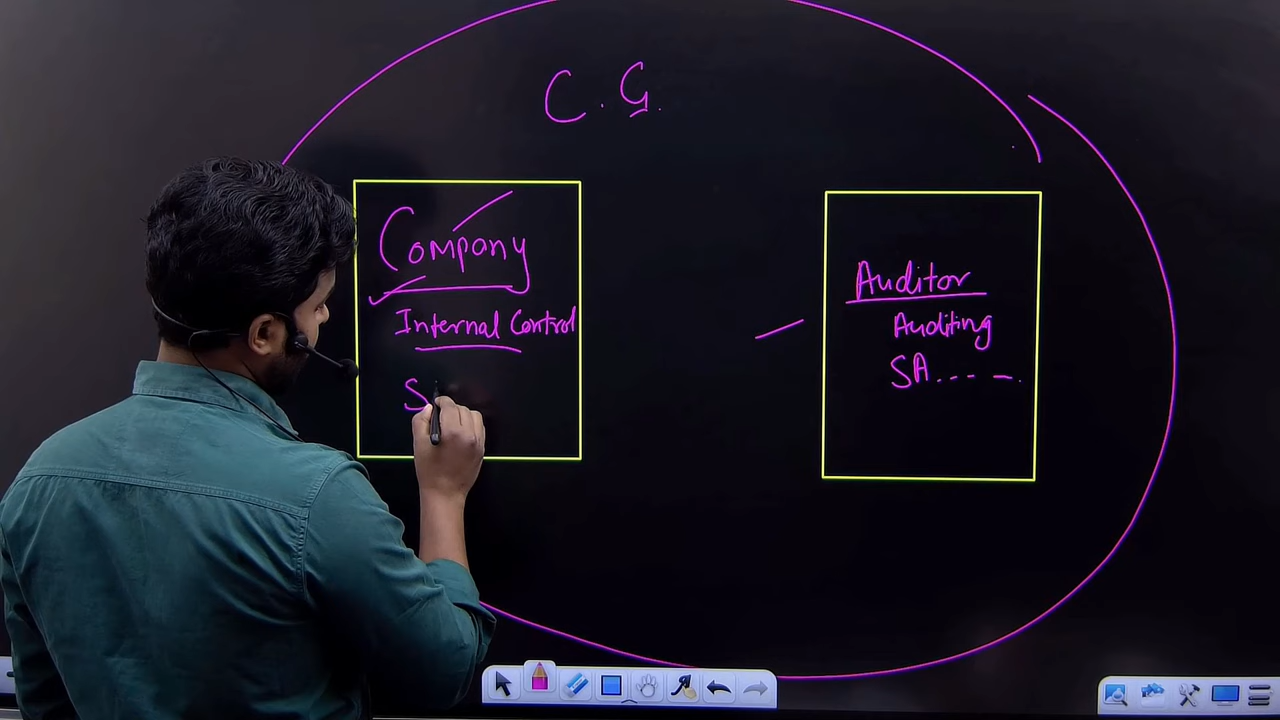 C.G.
Company
Internal Control
S
Auditor
Auditing
SA.... _.